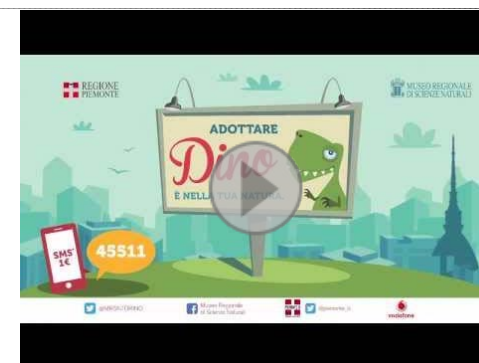 REGIONE
PIEMONTE
MUSEO REGIONALE
DI SCIENZE NATURALI
ADOTTARE
Dino
È NELLA TUA NATURA.
SMS
1€
45511
Museo Regionale
di Scienze Naturali
vodafone